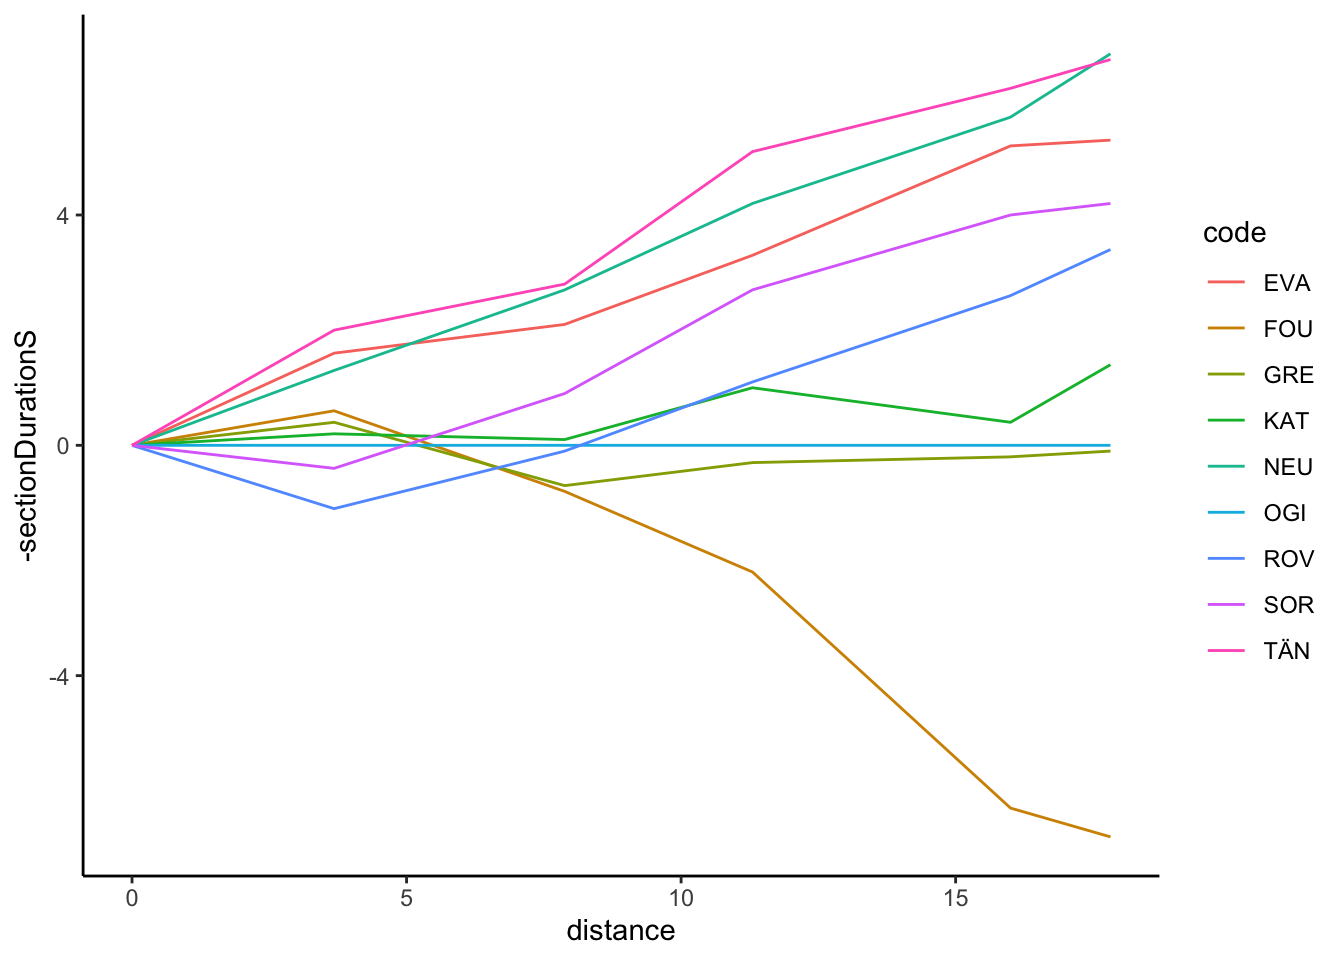 4
0
-4
-sectionDurationS
0 5 10 15
distance
code
EVA
FOU
GRE
KAT
NEU
OGI
ROV
SOR
TÄN